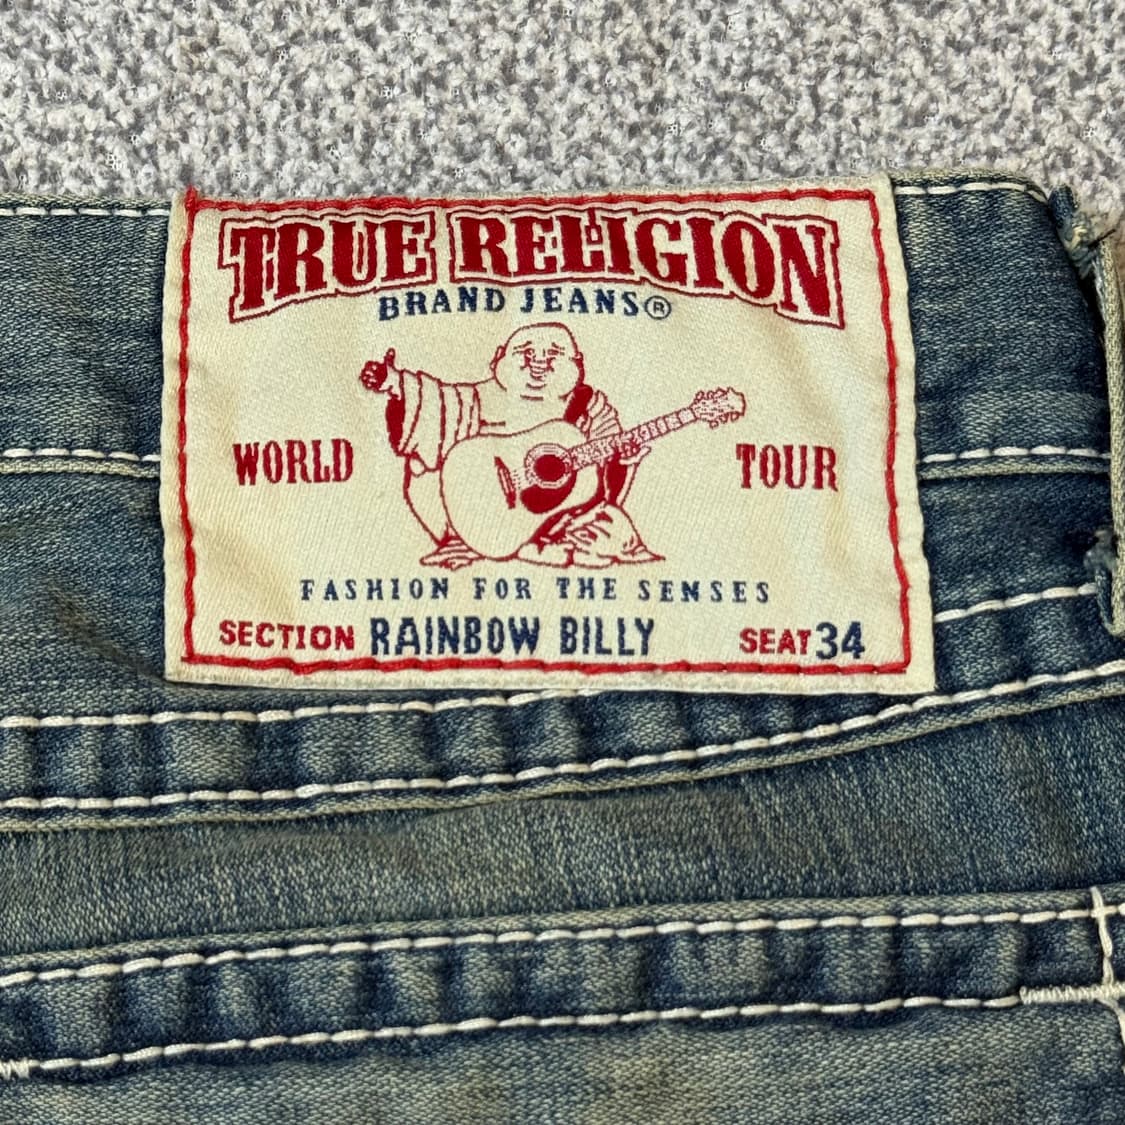 TRUE RELIGION
BRAND JEANS®
WORLD TOUR
FASHION FOR THE SENSES
SECTION RAINBOW BILLY SEAT 34